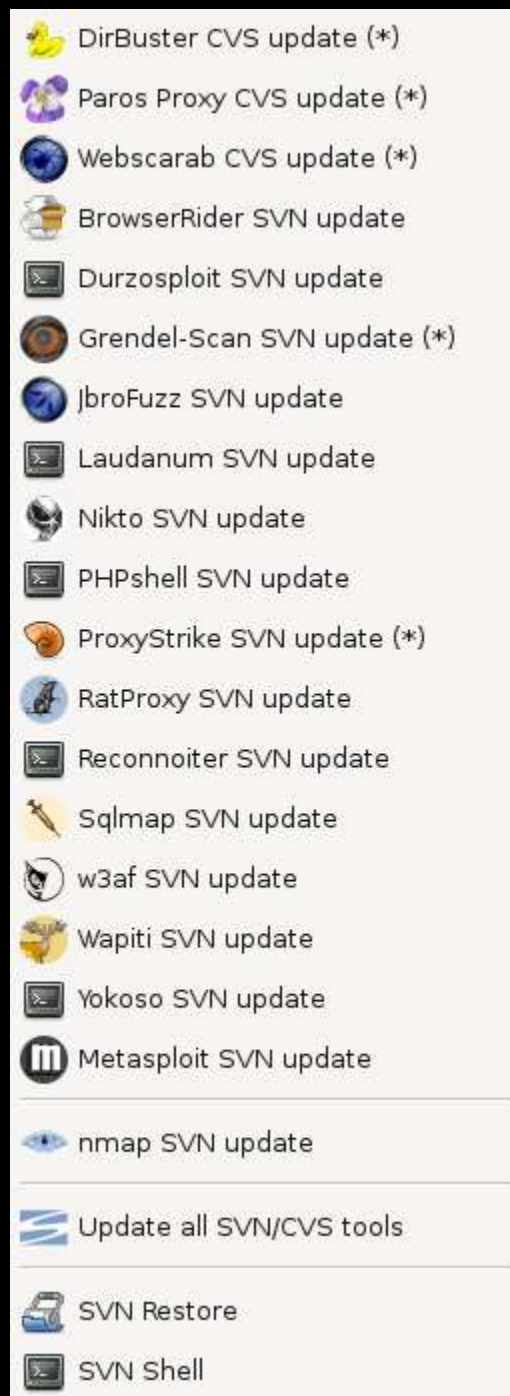 DirBuster CVS update (*)
Paros Proxy CVS update (*)
Webscarab CVS update (*)
BrowserRider SVN update
Durzosploit SVN update
Grendel-Scan SVN update (*)
JbroFuzz SVN update
Laudanum SVN update
Nikto SVN update
PHPshell SVN update
ProxyStrike SVN update (*)
RatProxy SVN update
Reconnoiter SVN update
Sqlmap SVN update
w3af SVN update
Wapiti SVN update
Yokoso SVN update
Metasploit SVN update
nmap SVN update
Update all SVN/CVS tools
SVN Restore
SVN Shell